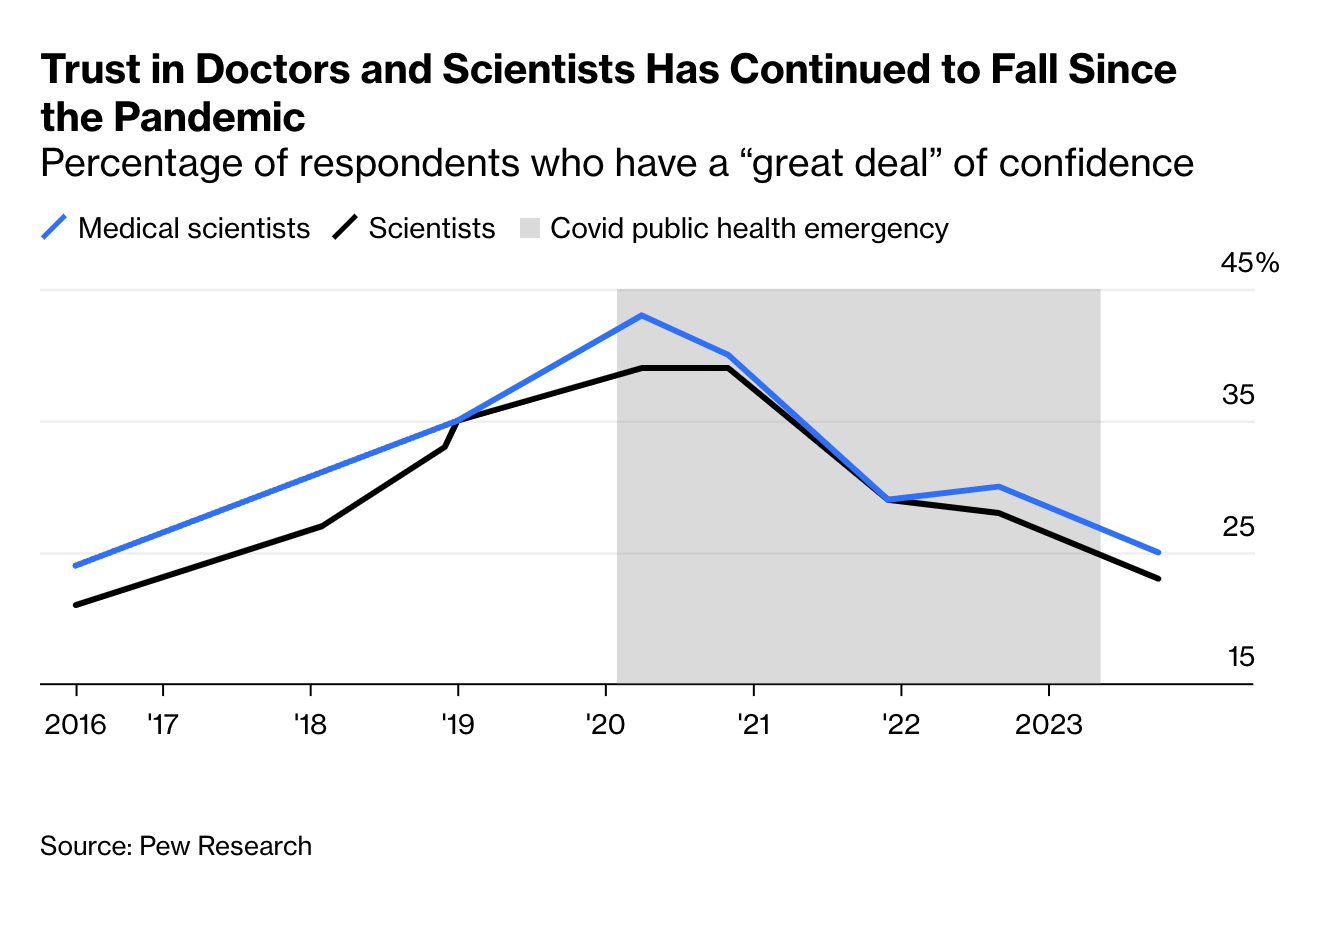 Trust in Doctors and Scientists Has Continued to Fall Since
the Pandemic
Percentage of respondents who have a “great deal” of confidence
Medical scientists Scientists Covid public health emergency
45%
35
25
15
2016 '17 '18 '19 '20 '21 '22 2023
Source: Pew Research